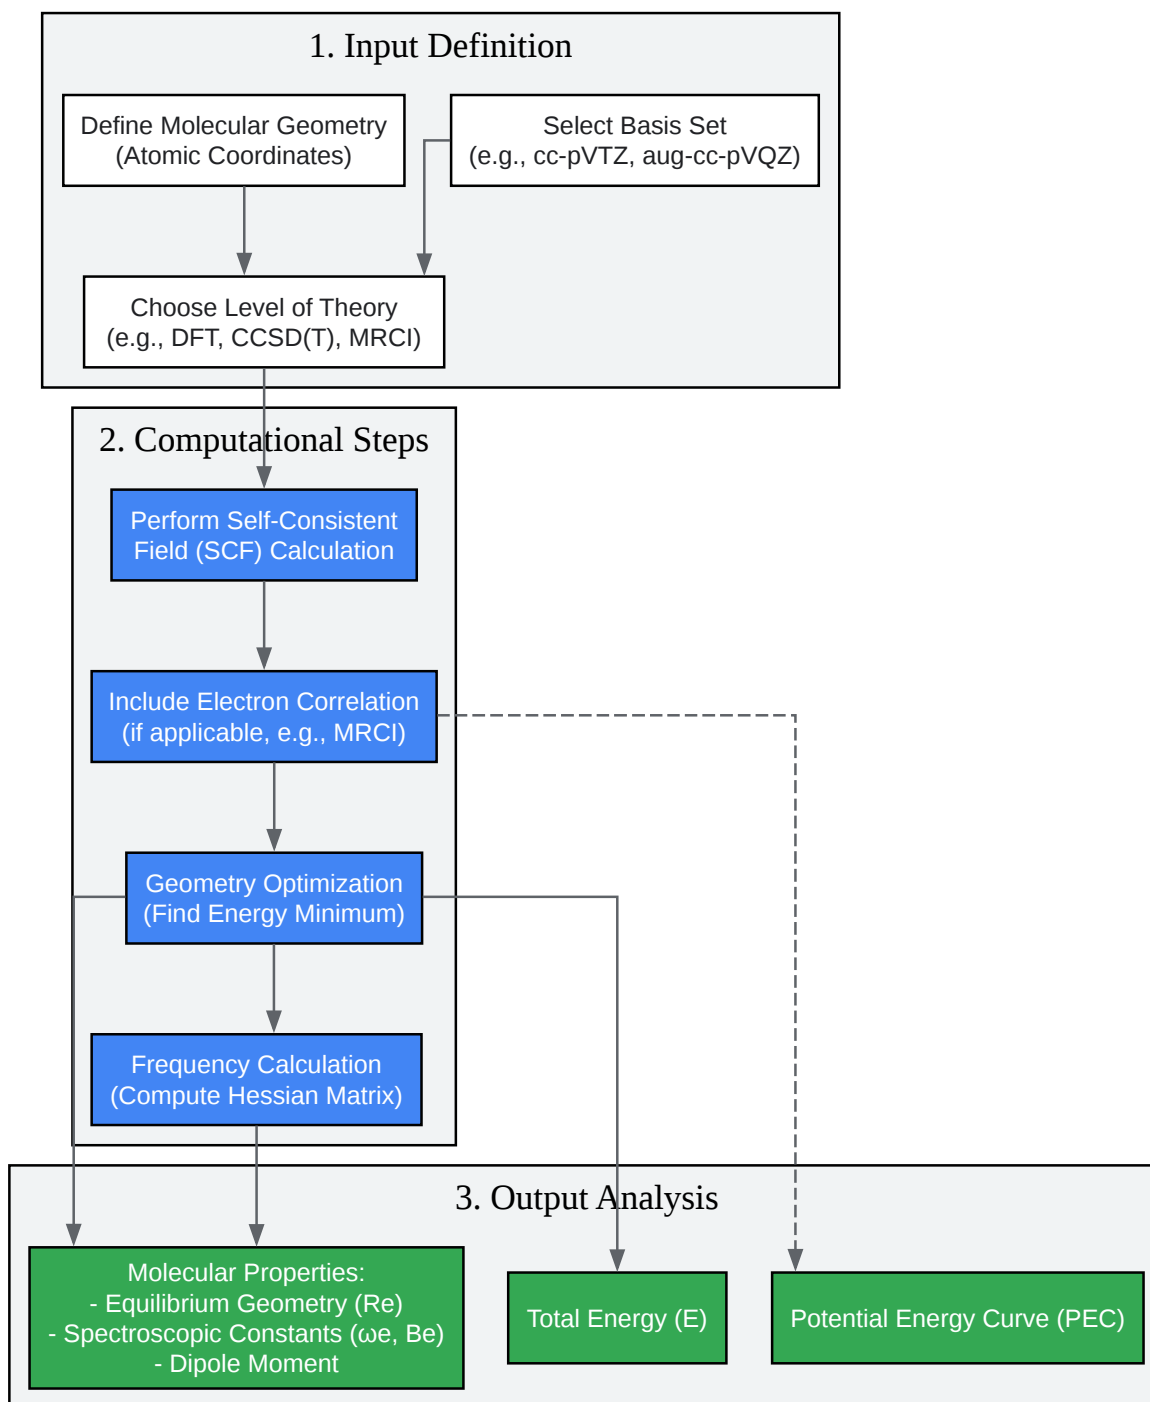 1. Input Definition
Define Molecular Geometry
(Atomic Coordinates)
Select Basis Set
(e.g., cc-pVTZ, aug-cc-pVQZ)
Choose Level of Theory
(e.g., DFT, CCSD(T), MRCI)
2. Computational Steps
Perform Self-Consistent
Field (SCF) Calculation
Include Electron Correlation
(if applicable, e.g., MRCI)
Geometry Optimization
(Find Energy Minimum)
Frequency Calculation
(Compute Hessian Matrix)
3. Output Analysis
Molecular Properties:
- Equilibrium Geometry (Re)
- Spectroscopic Constants (ωe, Be)
- Dipole Moment
Total Energy (E)
Potential Energy Curve (PEC)